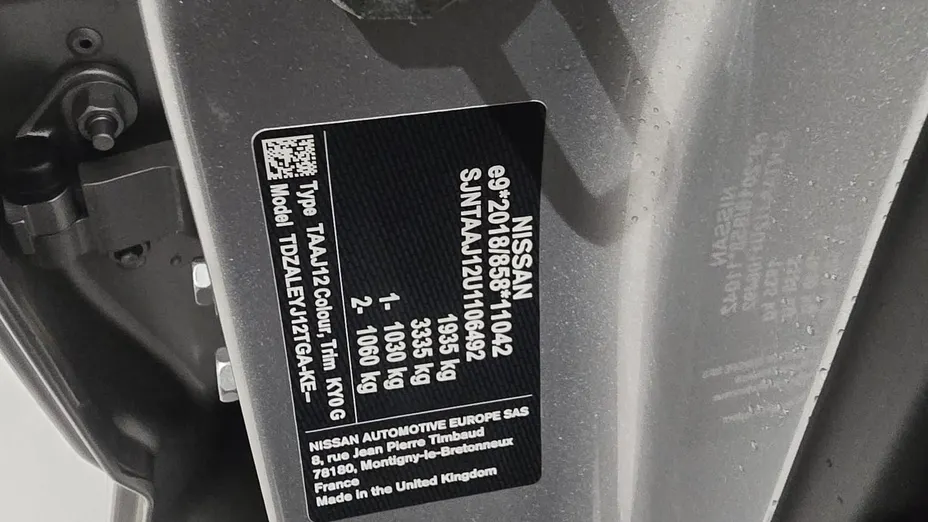 NISSAN
e9*2018/858*11042
SJNTAAJ12U1106492
1935 kg
3335 kg
1- 1030 kg
2- 1060 kg
Type TAAJ12 Colour, Trim KY0 G
Model TDZALEYJ12TGA-KE--
NISSAN AUTOMOTIVE EUROPE SAS
8, rue Jean Pierre Timbaud
78180, Montigny-le-Bretonneux
France
Made in the United Kingdom